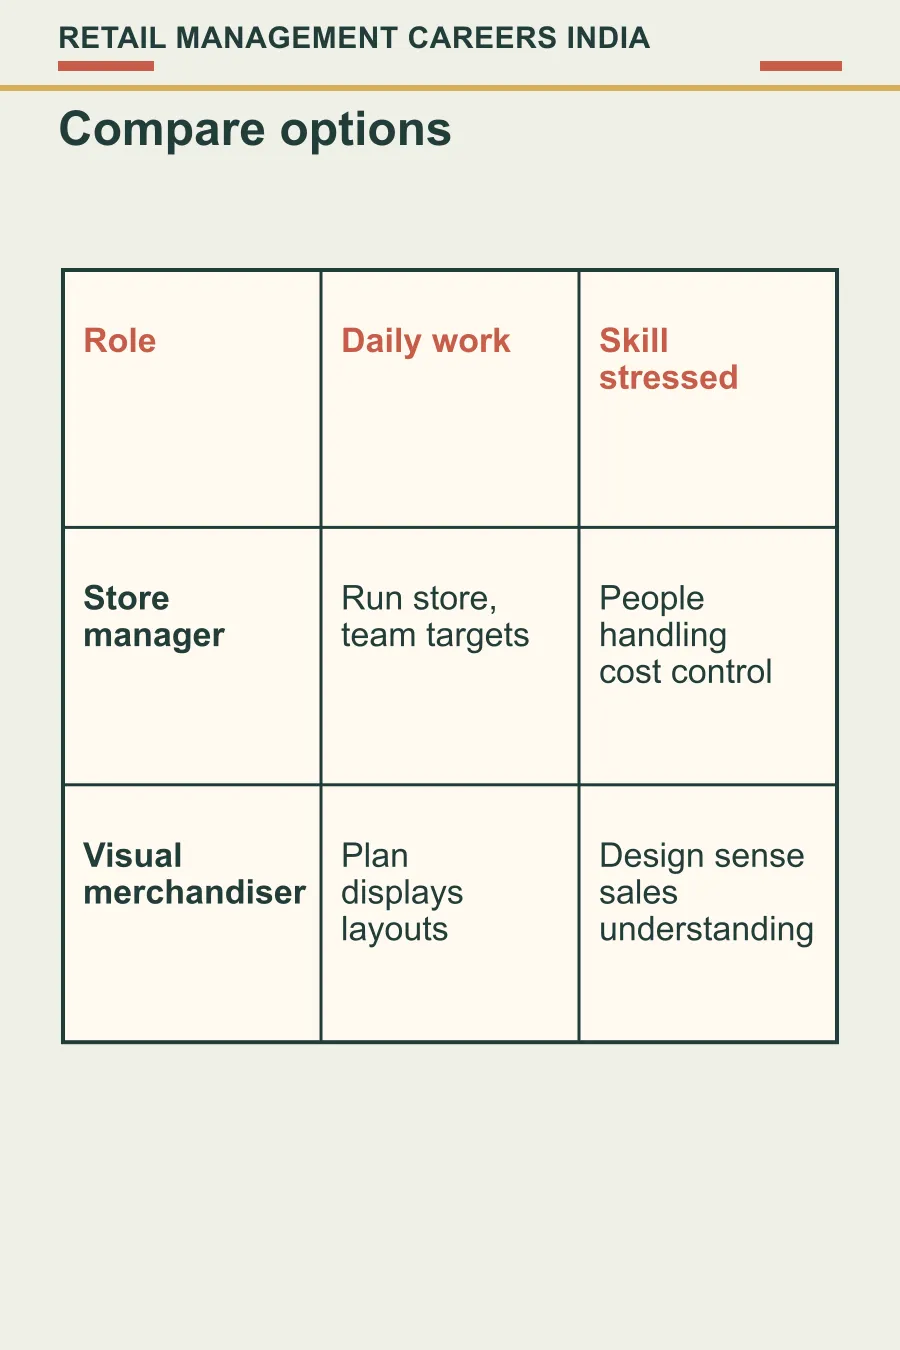 RETAIL MANAGEMENT CAREERS INDIA
Compare options
Role
Daily work
Skill
stressed
Store
manager
Run store,
team targets
People
handling
cost control
Visual
merchandiser
Plan
displays
layouts
Design sense
sales
understanding